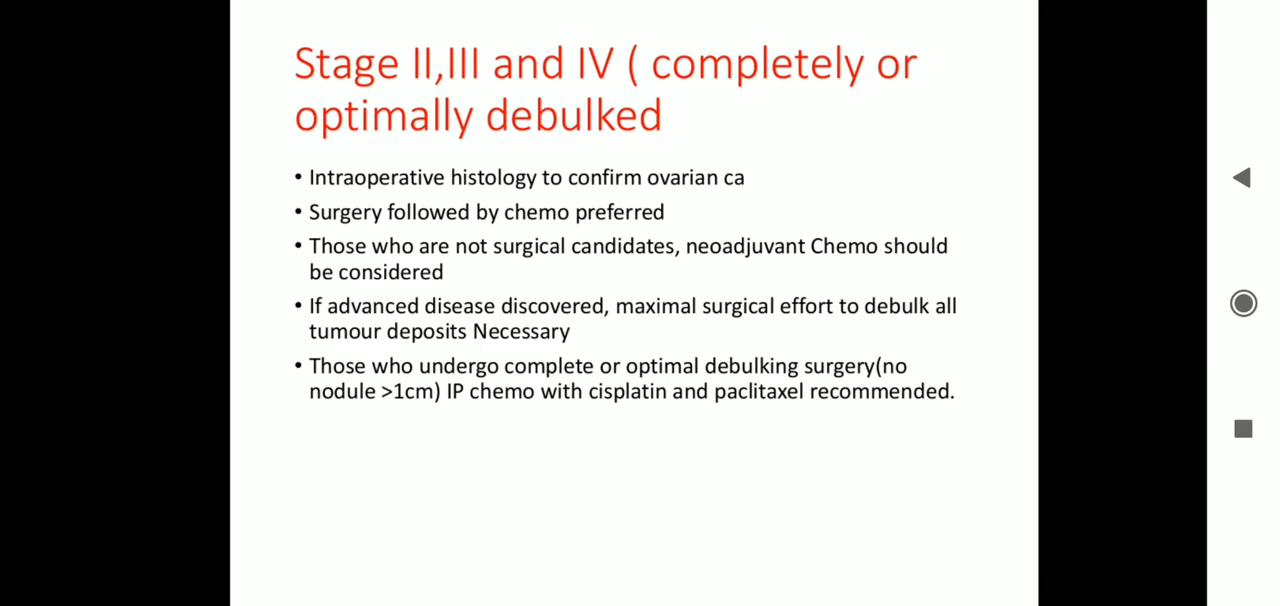 Stage II,III and IV ( completely or
optimally debulked
• Intraoperative histology to confirm ovarian ca
• Surgery followed by chemo preferred
• Those who are not surgical candidates, neoadjuvant Chemo should
be considered
• If advanced disease discovered, maximal surgical effort to debulk all
tumour deposits Necessary
• Those who undergo complete or optimal debulking surgery(no
nodule >1cm) IP chemo with cisplatin and paclitaxel recommended.